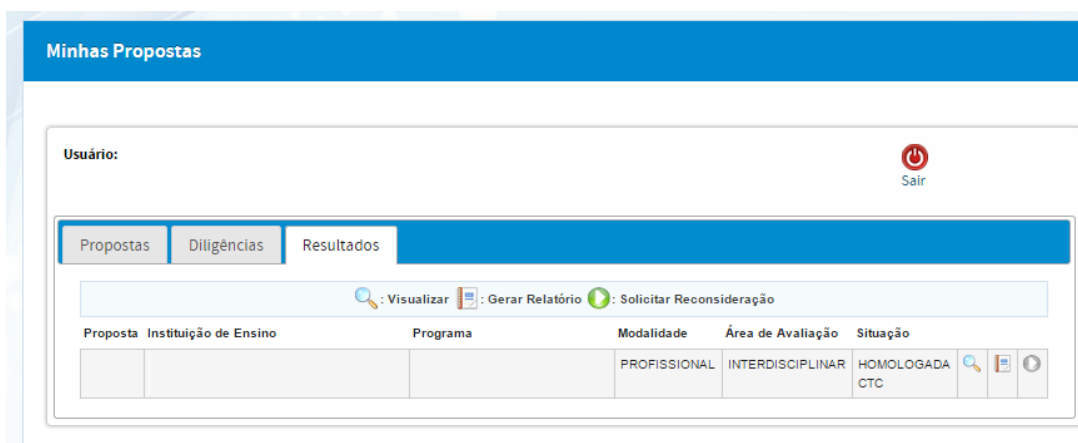 Minhas Propostas
Usuário:
Sair
Propostas Diligências Resultados
: Visualizar : Gerar Relatório : Solicitar Reconsideração
Proposta Instituição de Ensino Programa Modalidade Área de Avaliação Situação
PROFISSIONAL INTERDISCIPLINAR HOMOLOGADA
CTC